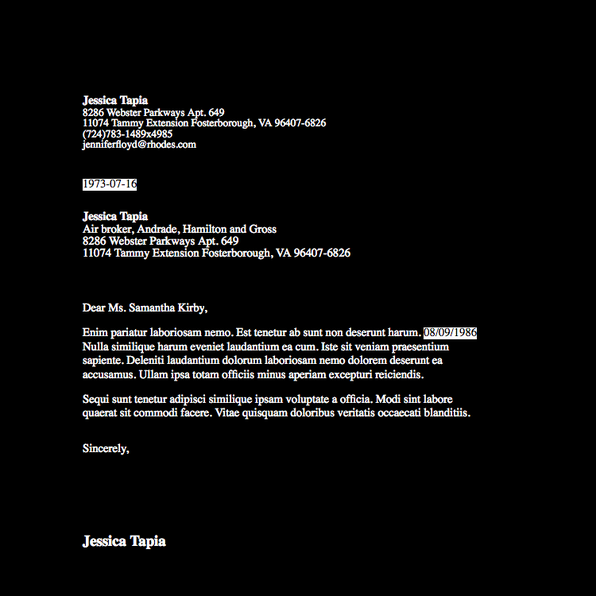 Jessica Tapia
8286 Webster Parkways Apt. 649
11074 Tammy Extension Fosterborough, VA 96407-6826
(724)783-1489x4985
jenniferfloyd@rhodes.com
1973-07-16
Jessica Tapia
Air broker, Andrade, Hamilton and Gross
8286 Webster Parkways Apt. 649
11074 Tammy Extension Fosterborough, VA 96407-6826
Dear Ms. Samantha Kirby,
Enim pariatur laboriosam nemo. Est tenetur ab sunt non deserunt harum. 08/09/1986
Nulla similique harum eveniet laudantium ea cum. Iste sit veniam praesentium
sapiente. Deleniti laudantium dolorum laboriosam nemo dolorem deserunt ea
accusamus. Ullam ipsa totam officiis minus aperiam excepturi reiciendis.
Sequi sunt tenetur adipisci similique ipsam voluptate a officia. Modi sint labore
quaerat sit commodi facere. Vitae quisquam doloribus veritatis occaecati blanditiis.
Sincerely,
Jessica Tapia